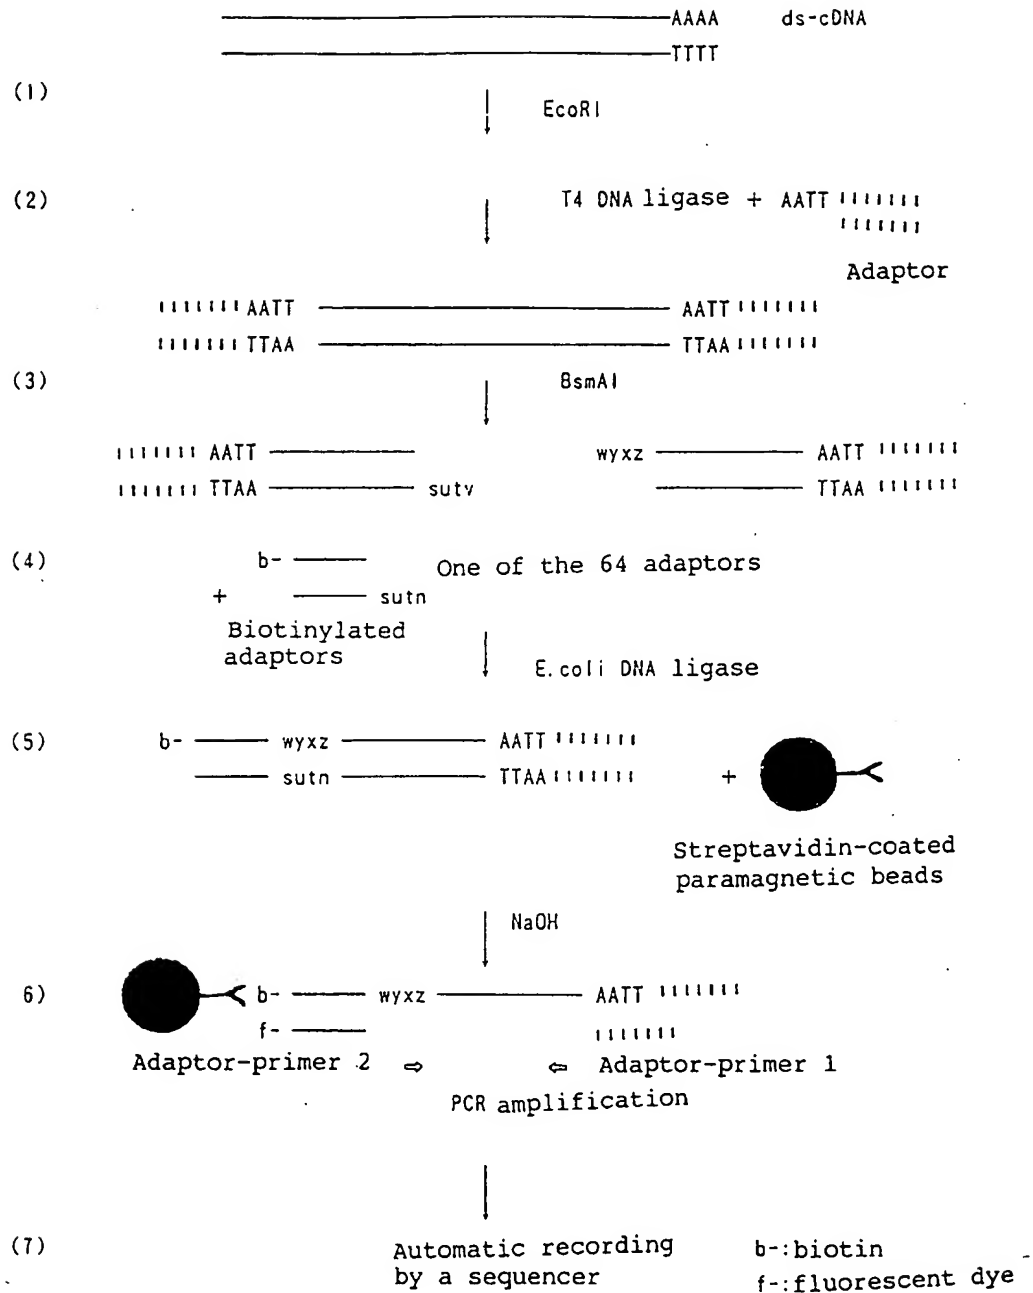 AAAA ds-cDNA
TTTT
(1)
EcoRI
(2) T4 DNA ligase + AATT
Adaptor
AATT AATT
TTAA TTAA
(3) BsmAI
AATT wyxz AATT
TTAA sutv TTAA
(4) b- One of the 64 adaptors
+ sutn
Biotinylated
adaptors
E.coli DNA ligase
(5) b- wyxz AATT
sutn TTAA +
Streptavidin-coated
paramagnetic beads
NaOH
6) b- wyxz AATT
f-
Adaptor-primer 2 ⇨ ⇦ Adaptor-primer 1
PCR amplification
(7) Automatic recording b-:biotin
by a sequencer f-:fluorescent dye